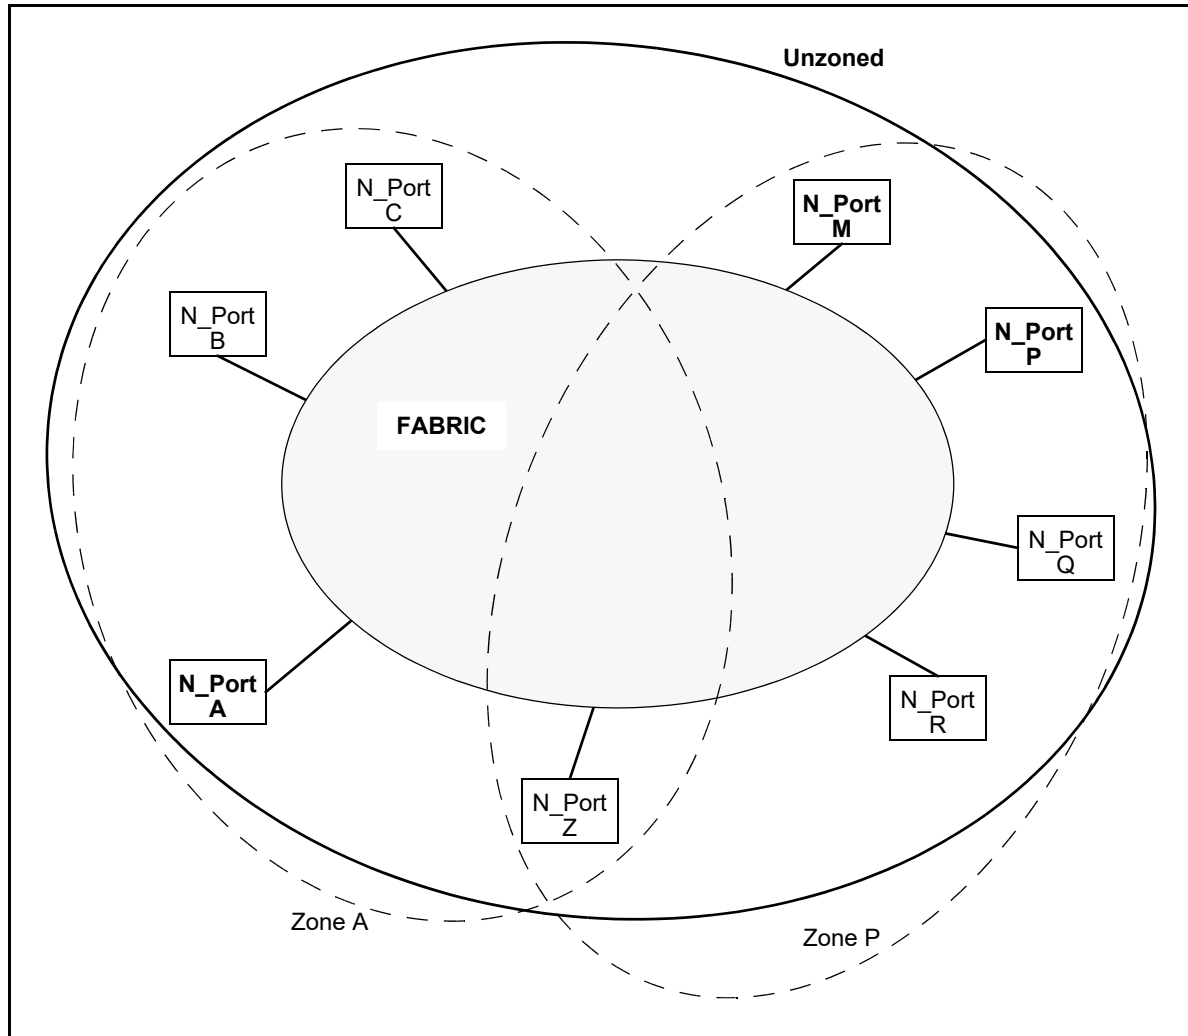 Unzoned
N_Port
C
N_Port
M
N_Port
B
N_Port
P
FABRIC
N_Port
Q
N_Port
A
N_Port
R
N_Port
Z
Zone A
Zone P